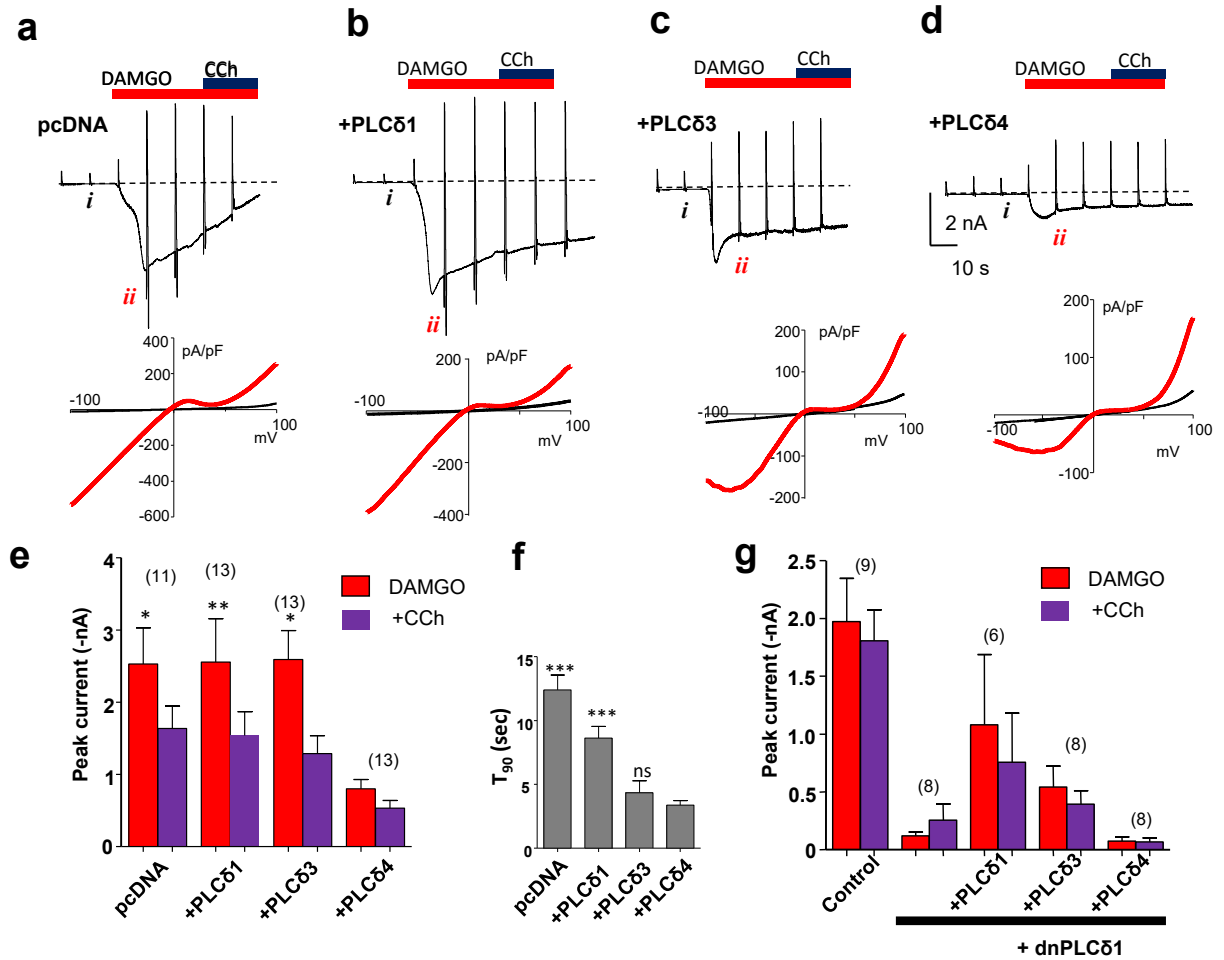 a
DAMGO
CCh
pcDNA
i
ii
400
200
pA/pF
-100
100
mV
-200
-400
-600
b
DAMGO
CCh
+PLCδ1
i
ii
200
pA/pF
-100
100
mV
-200
-400
c
DAMGO
CCh
+PLCδ3
i
ii
200
pA/pF
100
-100
100
mV
-100
-200
d
DAMGO
CCh
+PLCδ4
i
ii
2 nA
10 s
200
pA/pF
100
-100
100
mV
-100
e
Peak current (-nA)
4
3
2
1
0
(11)
(13)
(13)
(13)
*
**
*
DAMGO
+CCh
pcDNA
+PLCδ1
+PLCδ3
+PLCδ4
f
T90 (sec)
15
10
5
0
***
***
ns
pcDNA
+PLCδ1
+PLCδ3
+PLCδ4
g
Peak current (-nA)
2.5
2.0
1.5
1.0
0.5
0
(9)
(8)
(6)
(8)
(8)
DAMGO
+CCh
Control
+PLCδ1
+PLCδ3
+PLCδ4
+ dnPLCδ1